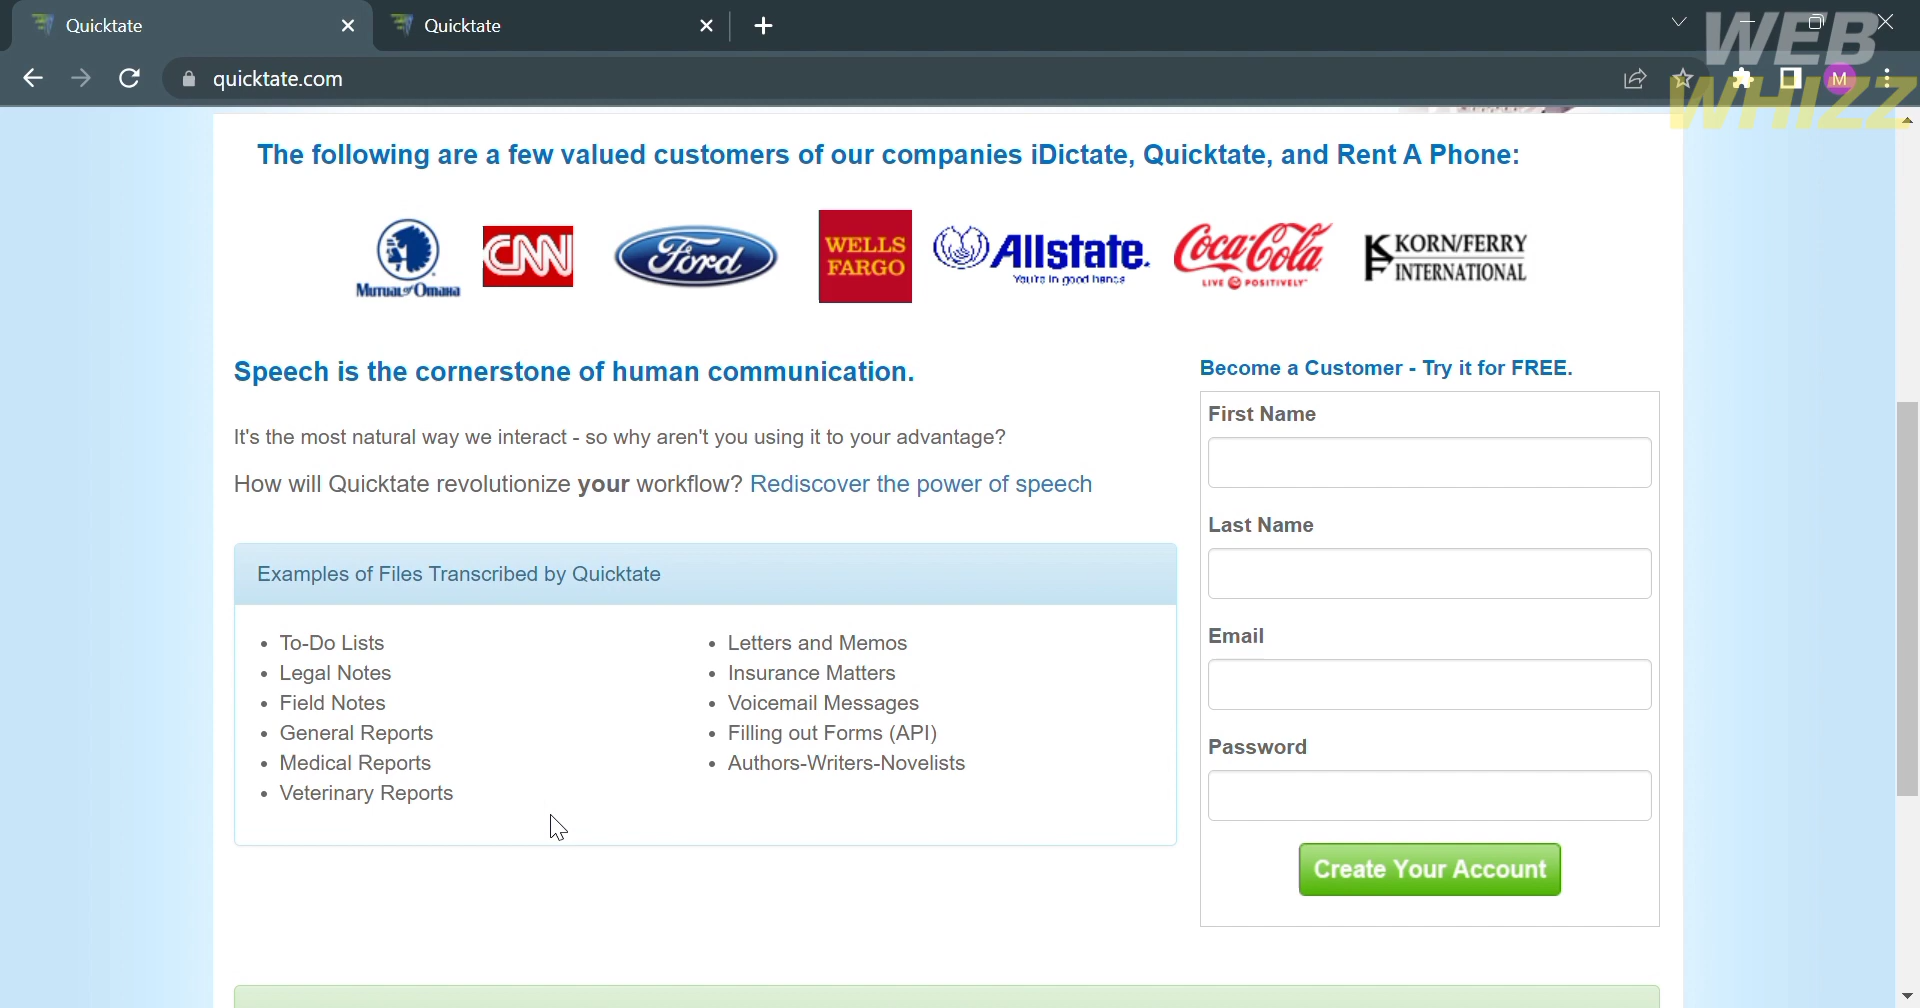 Quicktate
Quicktate
WEB
WHIZZ
quicktate.com
M
The following are a few valued customers of our companies iDictate, Quicktate, and Rent A Phone:
MUTUAL of OMAHA
CNN
Ford
WELLS
FARGO
Allstate.
You're in good hands
Coca-Cola
LIVE POSITIVELY
KORN/FERRY
INTERNATIONAL
Speech is the cornerstone of human communication.
It's the most natural way we interact - so why aren't you using it to your advantage?
How will Quicktate revolutionize your workflow? Rediscover the power of speech
Examples of Files Transcribed by Quicktate
• To-Do Lists
• Legal Notes
• Field Notes
• General Reports
• Medical Reports
• Veterinary Reports
• Letters and Memos
• Insurance Matters
• Voicemail Messages
• Filling out Forms (API)
• Authors-Writers-Novelists
Become a Customer - Try it for FREE.
First Name
Last Name
Email
Password
Create Your Account